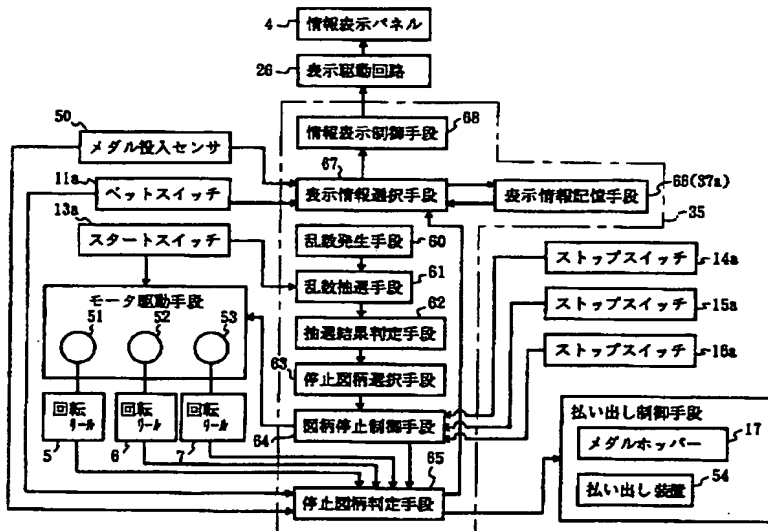 4 情報表示パネル
26 表示駆動回路
50 メダル投入センサ
情報表示制御手段 68
67
11a ベットスイッチ
表示情報選択手段
表示情報記憶手段 66(37a)
35
13a スタートスイッチ
乱数発生手段 60
乱数抽選手段 61
ストップスイッチ 14a
モータ駆動手段
51 52 53
62
抽選結果判定手段
ストップスイッチ 15a
63 停止図柄選択手段
ストップスイッチ 16a
回転リール 回転リール 回転リール
5 6 7
64 図柄停止制御手段
65
停止図柄判定手段
払い出し制御手段
メダルホッパー 17
払い出し装置 54